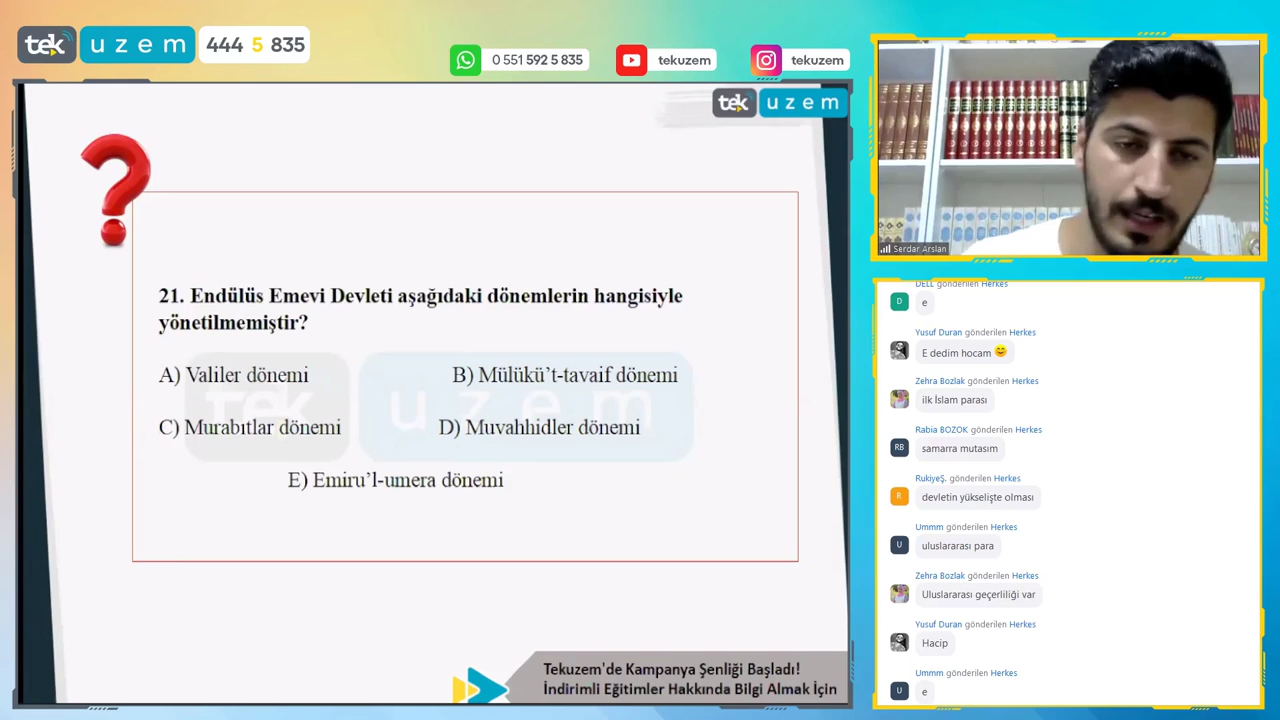 tek uzem 444 5 835
0 551 592 5 835
tekuzem
tekuzem
tek uzem
21. Endülüs Emevi Devleti aşağıdaki dönemlerin hangisiyle
yönetilmemiştir?
A) Valiler dönemi B) Mülükü’t-tavaif dönemi
C) Murabıtlar dönemi D) Muvahhidler dönemi
E) Emiru’l-umera dönemi
tek uzem
Tekuzem'de Kampanya Şenliği Başladı!
İndirimli Eğitimler Hakkında Bilgi Almak İçin
Serdar Arslan
DELL gönderilen Herkes
D
e
Yusuf Duran gönderilen Herkes
E dedim hocam
Zehra Bozlak gönderilen Herkes
ilk İslam parası
Rabia BOZOK gönderilen Herkes
RB
samarra mutasım
RukiyeŞ. gönderilen Herkes
R
devletin yükselişte olması
Ummm gönderilen Herkes
U
uluslararası para
Zehra Bozlak gönderilen Herkes
Uluslararası geçerliliği var
Yusuf Duran gönderilen Herkes
Hacip
Ummm gönderilen Herkes
U
e